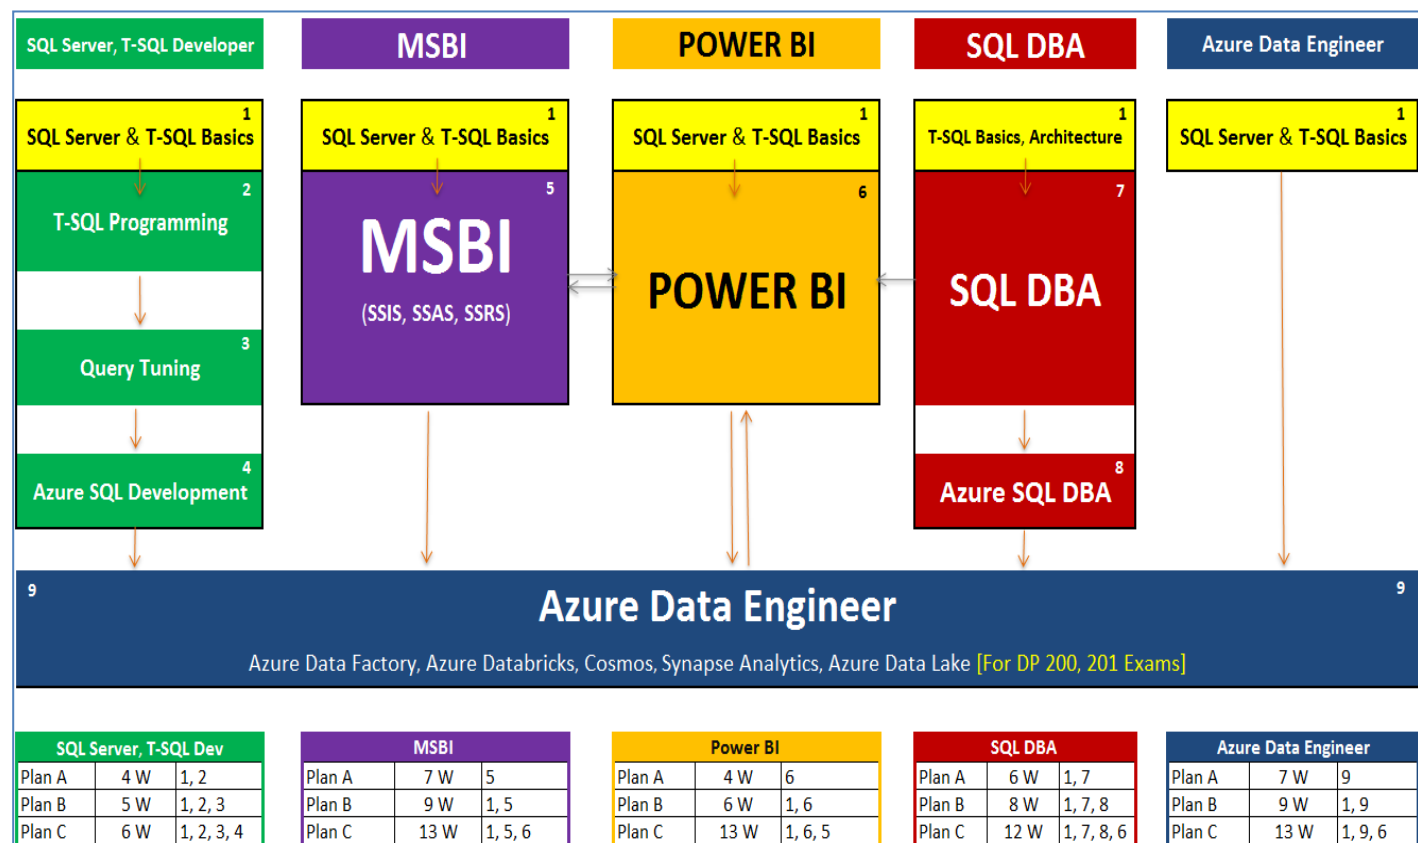 SQL Server, T-SQL Developer
MSBI
POWER BI
SQL DBA
Azure Data Engineer
1
SQL Server & T-SQL Basics
1
SQL Server & T-SQL Basics
1
SQL Server & T-SQL Basics
1
T-SQL Basics, Architecture
1
SQL Server & T-SQL Basics
2
T-SQL Programming
5
MSBI
(SSIS, SSAS, SSRS)
6
POWER BI
7
SQL DBA
3
Query Tuning
4
Azure SQL Development
8
Azure SQL DBA
9
Azure Data Engineer
9
Azure Data Factory, Azure Databricks, Cosmos, Synapse Analytics, Azure Data Lake [For DP 200, 201 Exams]
SQL Server, T-SQL Dev
Plan A 4 W 1, 2
Plan B 5 W 1, 2, 3
Plan C 6 W 1, 2, 3, 4
MSBI
Plan A 7 W 5
Plan B 9 W 1, 5
Plan C 13 W 1, 5, 6
Power BI
Plan A 4 W 6
Plan B 6 W 1, 6
Plan C 13 W 1, 6, 5
SQL DBA
Plan A 6 W 1, 7
Plan B 8 W 1, 7, 8
Plan C 12 W 1, 7, 8, 6
Azure Data Engineer
Plan A 7 W 9
Plan B 9 W 1, 9
Plan C 13 W 1, 9, 6